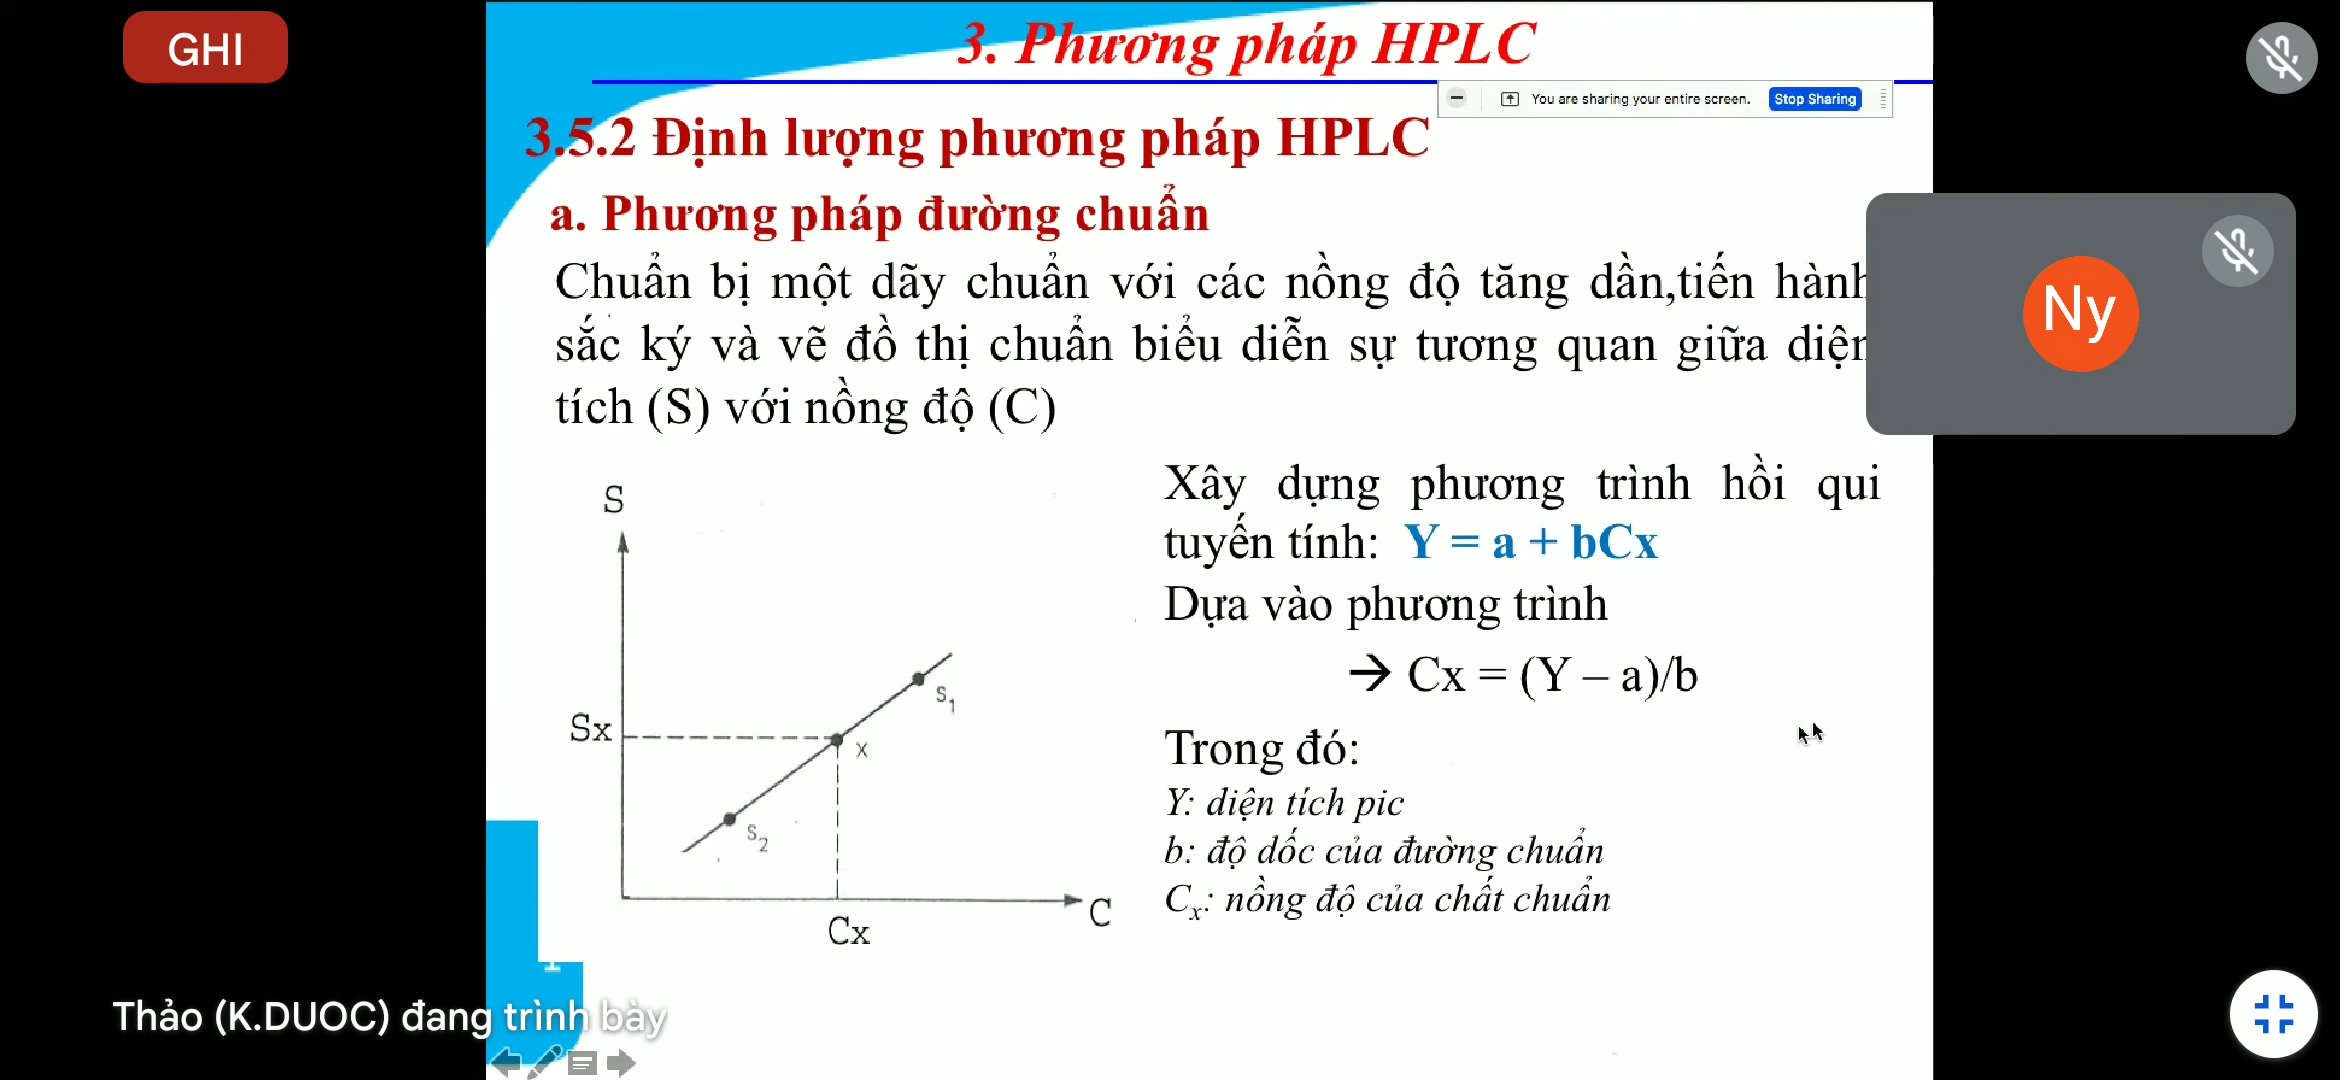 GHI
3. Phương pháp HPLC
You are sharing your entire screen. Stop Sharing
3.5.2 Định lượng phương pháp HPLC
a. Phương pháp đường chuẩn
Chuẩn bị một dãy chuẩn với các nồng độ tăng dần,tiến hành
sắc ký và vẽ đồ thị chuẩn biểu diễn sự tương quan giữa diện
tích (S) với nồng độ (C)
Ny
S
Sx
S1
X
S2
C
Cx
Xây dựng phương trình hồi qui
tuyến tính: Y = a + bCx
Dựa vào phương trình
→ Cx = (Y – a)/b
Trong đó:
Y: diện tích pic
b: độ dốc của đường chuẩn
Cx: nồng độ của chất chuẩn
Thảo (K.DUOC) đang trình bày